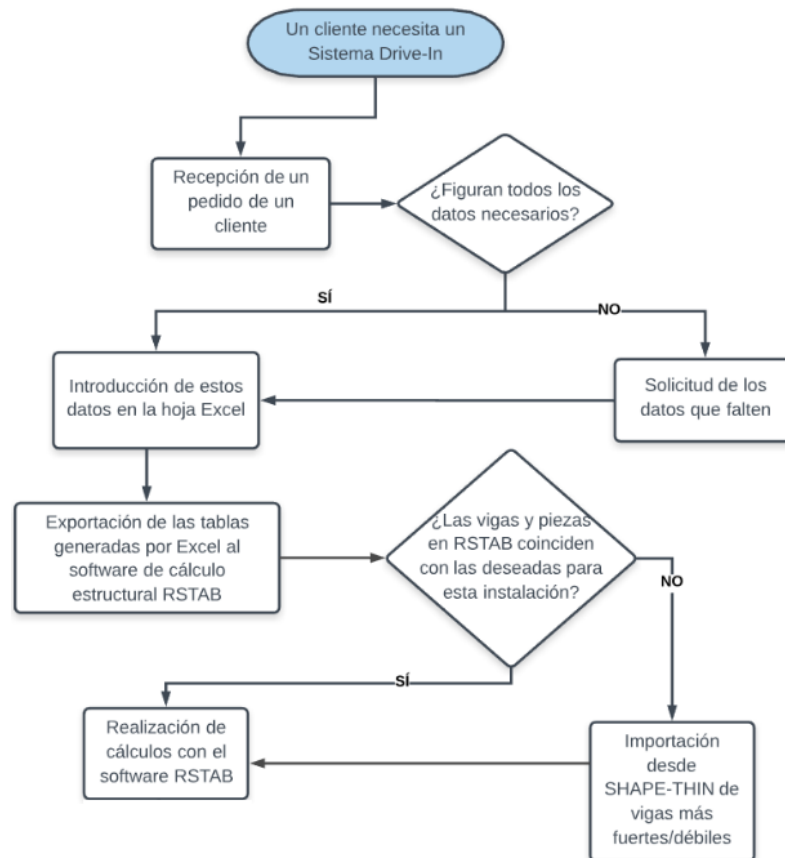 Un cliente necesita un
Sistema Drive-In
Recepción de un
pedido de un
cliente
¿Figuran todos los
datos necesarios?
SÍ
NO
Introducción de estos
datos en la hoja Excel
Solicitud de los
datos que falten
Exportación de las tablas
generadas por Excel al
software de cálculo
estructural RSTAB
¿Las vigas y piezas
en RSTAB coinciden
con las deseadas para
esta instalación?
NO
SÍ
Realización de
cálculos con el
software RSTAB
Importación
desde
SHAPE-THIN de
vigas más
fuertes/débiles